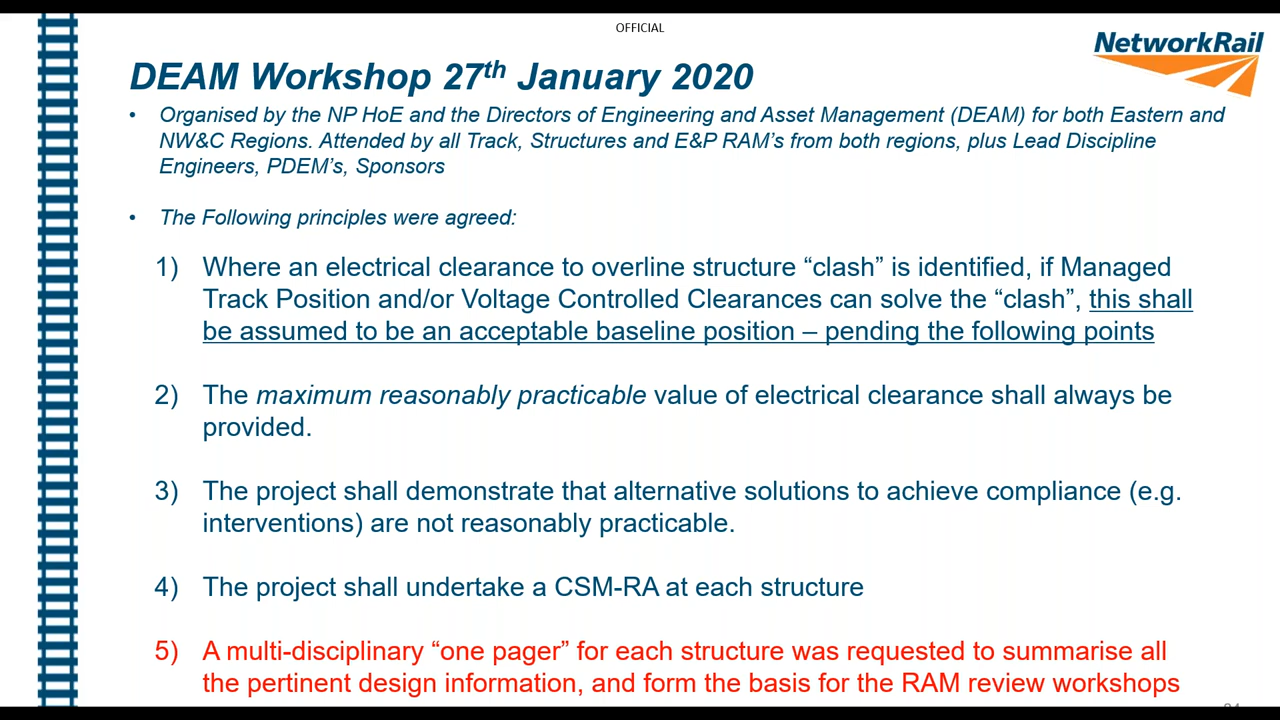 OFFICIAL
NetworkRail
DEAM Workshop 27th January 2020
• Organised by the NP HoE and the Directors of Engineering and Asset Management (DEAM) for both Eastern and
NW&C Regions. Attended by all Track, Structures and E&P RAM's from both regions, plus Lead Discipline
Engineers, PDEM's, Sponsors
• The Following principles were agreed:
1) Where an electrical clearance to overline structure “clash” is identified, if Managed
Track Position and/or Voltage Controlled Clearances can solve the “clash”, this shall
be assumed to be an acceptable baseline position – pending the following points
2) The maximum reasonably practicable value of electrical clearance shall always be
provided.
3) The project shall demonstrate that alternative solutions to achieve compliance (e.g.
interventions) are not reasonably practicable.
4) The project shall undertake a CSM-RA at each structure
5) A multi-disciplinary “one pager” for each structure was requested to summarise all
the pertinent design information, and form the basis for the RAM review workshops